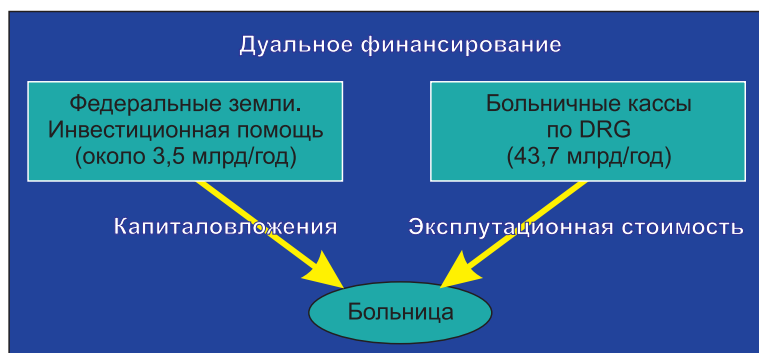 Дуальное финансирование
Федеральные земли.
Инвестиционная помощь
(около 3,5 млрд/год)
Больничные кассы
по DRG
(43,7 млрд/год)
Капиталовложения
Эксплутационная стоимость
Больница